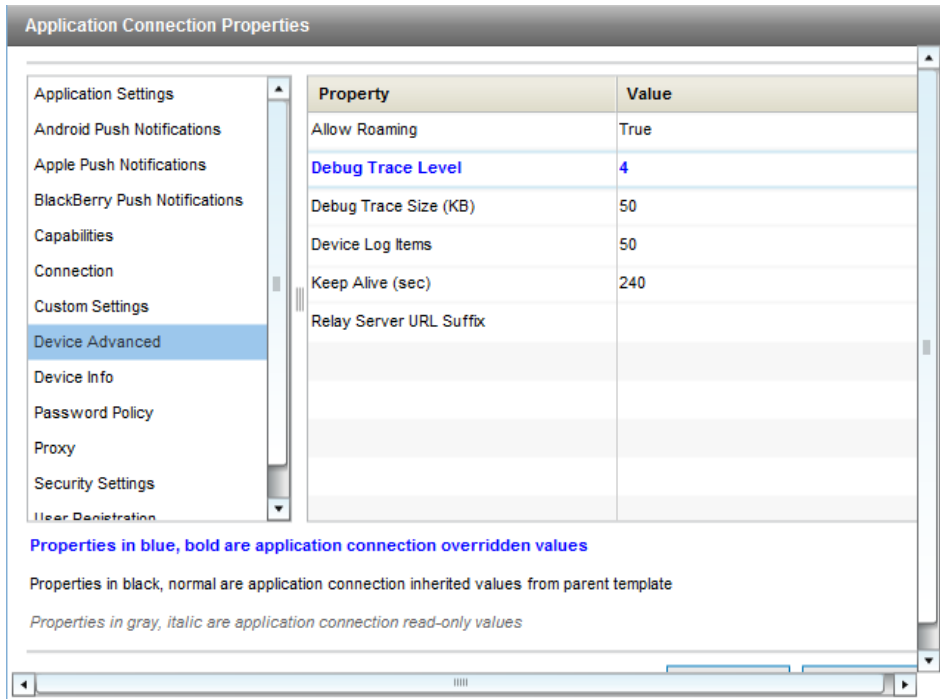 Application Connection Properties
Application Settings
Android Push Notifications
Apple Push Notifications
BlackBerry Push Notifications
Capabilities
Connection
Custom Settings
Device Advanced
Device Info
Password Policy
Proxy
Security Settings
User Registration
Property Value
Allow Roaming True
Debug Trace Level 4
Debug Trace Size (KB) 50
Device Log Items 50
Keep Alive (sec) 240
Relay Server URL Suffix
Properties in blue, bold are application connection overridden values
Properties in black, normal are application connection inherited values from parent template
Properties in gray, italic are application connection read-only values